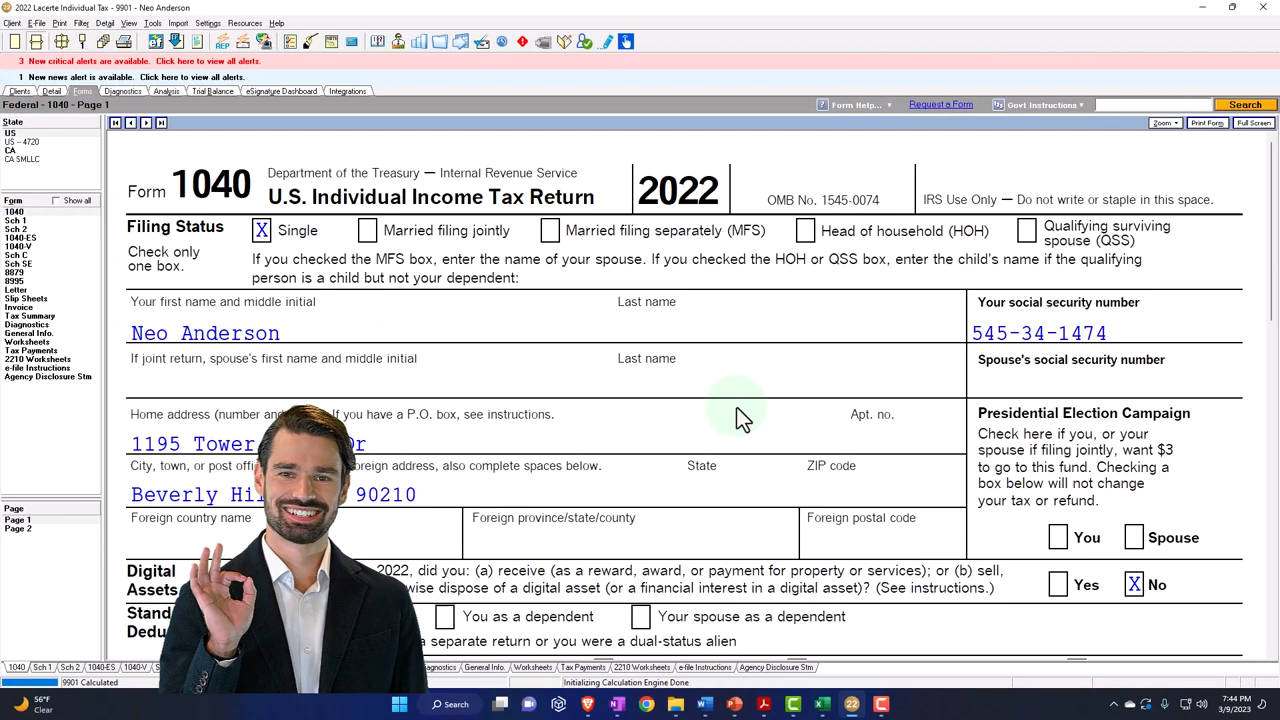 2022 Lacerte Individual Tax - 9901 - Neo Anderson
Client E-File Print Filter Detail View Tools Import Settings Resources Help
3 New critical alerts are available. Click here to view all alerts.
1 New news alert is available. Click here to view all alerts.
Clients Detail Forms Diagnostics Analysis Trial Balance eSignature Dashboard Integrations
Federal - 1040 - Page 1 Form Help... Request a Form Govt Instructions Search
State
US
US - 4720
CA
CA SMLLC
Zoom Print Form Full Screen
Form Show all
1040
Sch 1
Sch 2
1040-ES
1040-V
Sch C
Sch SE
8879
8995
Letter
Slip Sheets
Invoice
Tax Summary
Diagnostics
General Info.
Worksheets
Tax Payments
2210 Worksheets
e-file Instructions
Agency Disclosure Stm
Page
Page 1
Page 2
Form 1040
Department of the Treasury — Internal Revenue Service
U.S. Individual Income Tax Return
2022
OMB No. 1545-0074
IRS Use Only — Do not write or staple in this space.
Filing Status
Check only
one box.
X Single Married filing jointly Married filing separately (MFS) Head of household (HOH) Qualifying surviving
spouse (QSS)
If you checked the MFS box, enter the name of your spouse. If you checked the HOH or QSS box, enter the child's name if the qualifying
person is a child but not your dependent:
Your first name and middle initial Last name Your social security number
Neo Anderson 545-34-1474
If joint return, spouse's first name and middle initial Last name Spouse's social security number
Home address (number and If you have a P.O. box, see instructions. Apt. no.
1195 Tower Dr
City, town, or post foreign address, also complete spaces below. State ZIP code
Beverly 90210
Foreign country name Foreign province/state/county Foreign postal code
Presidential Election Campaign
Check here if you, or your
spouse if filing jointly, want $3
to go to this fund. Checking a
box below will not change
your tax or refund.
You Spouse
Digital
Assets
2022, did you: (a) receive (as a reward, award, or payment for property or services); or (b) sell,
dispose of a digital asset (or a financial interest in a digital asset)? (See instructions.)
Yes X No
You as a dependent Your spouse as a dependent
a separate return or you were a dual-status alien
1040 Sch 1 Sch 2 1040-ES 1040-V General Info. Worksheets Tax Payments 2210 Worksheets e-file Instructions Agency Disclosure Stm
9901 Calculated Initializing Calculation Engine Done
56°F
Clear
Search
7:44 PM
3/9/2023